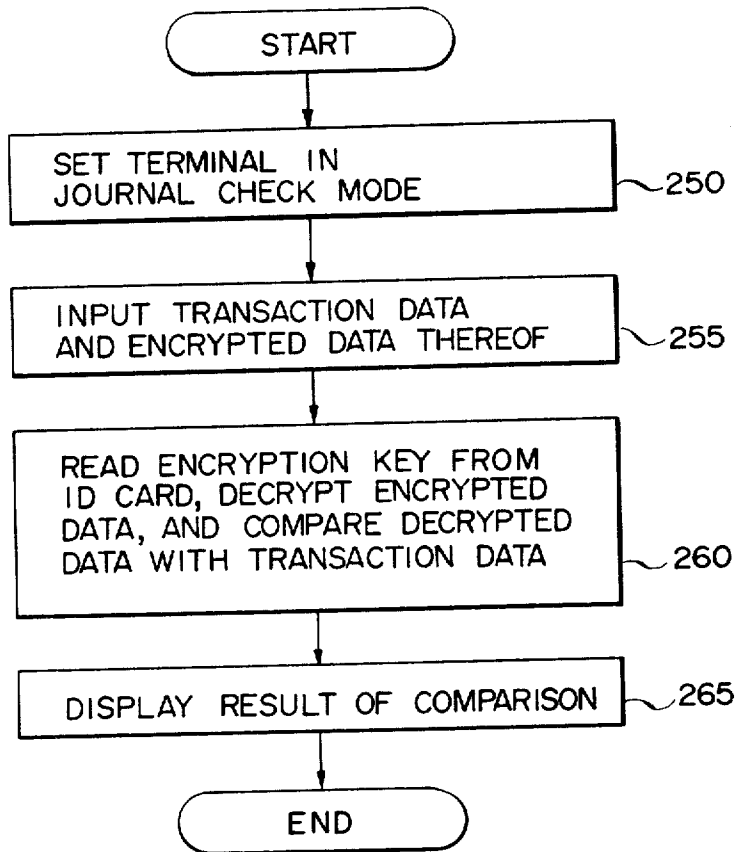 START
SET TERMINAL IN
JOURNAL CHECK MODE
250
INPUT TRANSACTION DATA
AND ENCRYPTED DATA THEREOF
255
READ ENCRYPTION KEY FROM
ID CARD, DECRYPT ENCRYPTED
DATA, AND COMPARE DECRYPTED
DATA WITH TRANSACTION DATA
260
DISPLAY RESULT OF COMPARISON
265
END